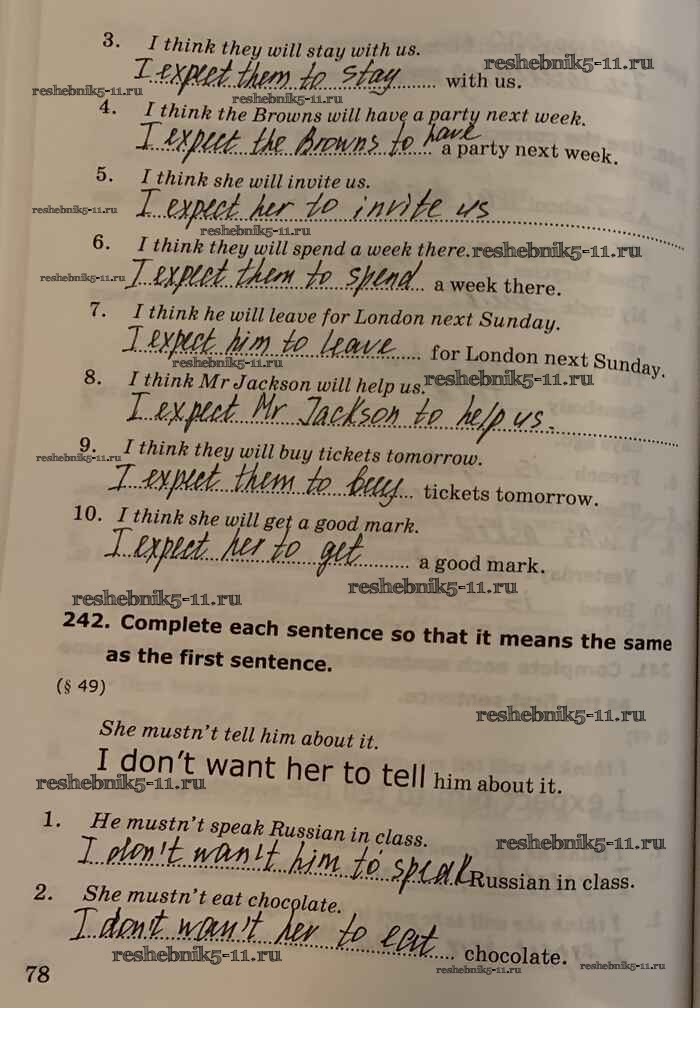 3. I think they will stay with us.
reshebnik5-11.ru
I expect them to stay with us.
reshebnik5-11.ru
reshebnik5-11.ru
4. I think the Browns will have a party next week.
I expect the Browns to have a party next week.
5. I think she will invite us.
reshebnik5-11.ru
I expect her to invite us
reshebnik5-11.ru
6. I think they will spend a week there.
reshebnik5-11.ru
reshebnik5-11.ru
I expect them to spend a week there.
7. I think he will leave for London next Sunday.
I expect him to leave for London next Sunday.
reshebnik5-11.ru
8. I think Mr Jackson will help us.
reshebnik5-11.ru
I expect Mr Jackson to help us.
9. I think they will buy tickets tomorrow.
reshebnik5-11.ru
I expect them to buy tickets tomorrow.
10. I think she will get a good mark.
I expect her to get a good mark.
reshebnik5-11.ru
reshebnik5-11.ru
242. Complete each sentence so that it means the same
as the first sentence.
(§ 49)
reshebnik5-11.ru
She mustn't tell him about it.
I don't want her to tell him about it.
reshebnik5-11.ru
1. He mustn't speak Russian in class.
reshebnik5-11.ru
I don't wan't him to speak Russian in class.
2. She mustn't eat chocolate.
I don't wan't her to eat chocolate.
reshebnik5-11.ru
reshebnik5-11.ru
reshebnik5-11.ru
78